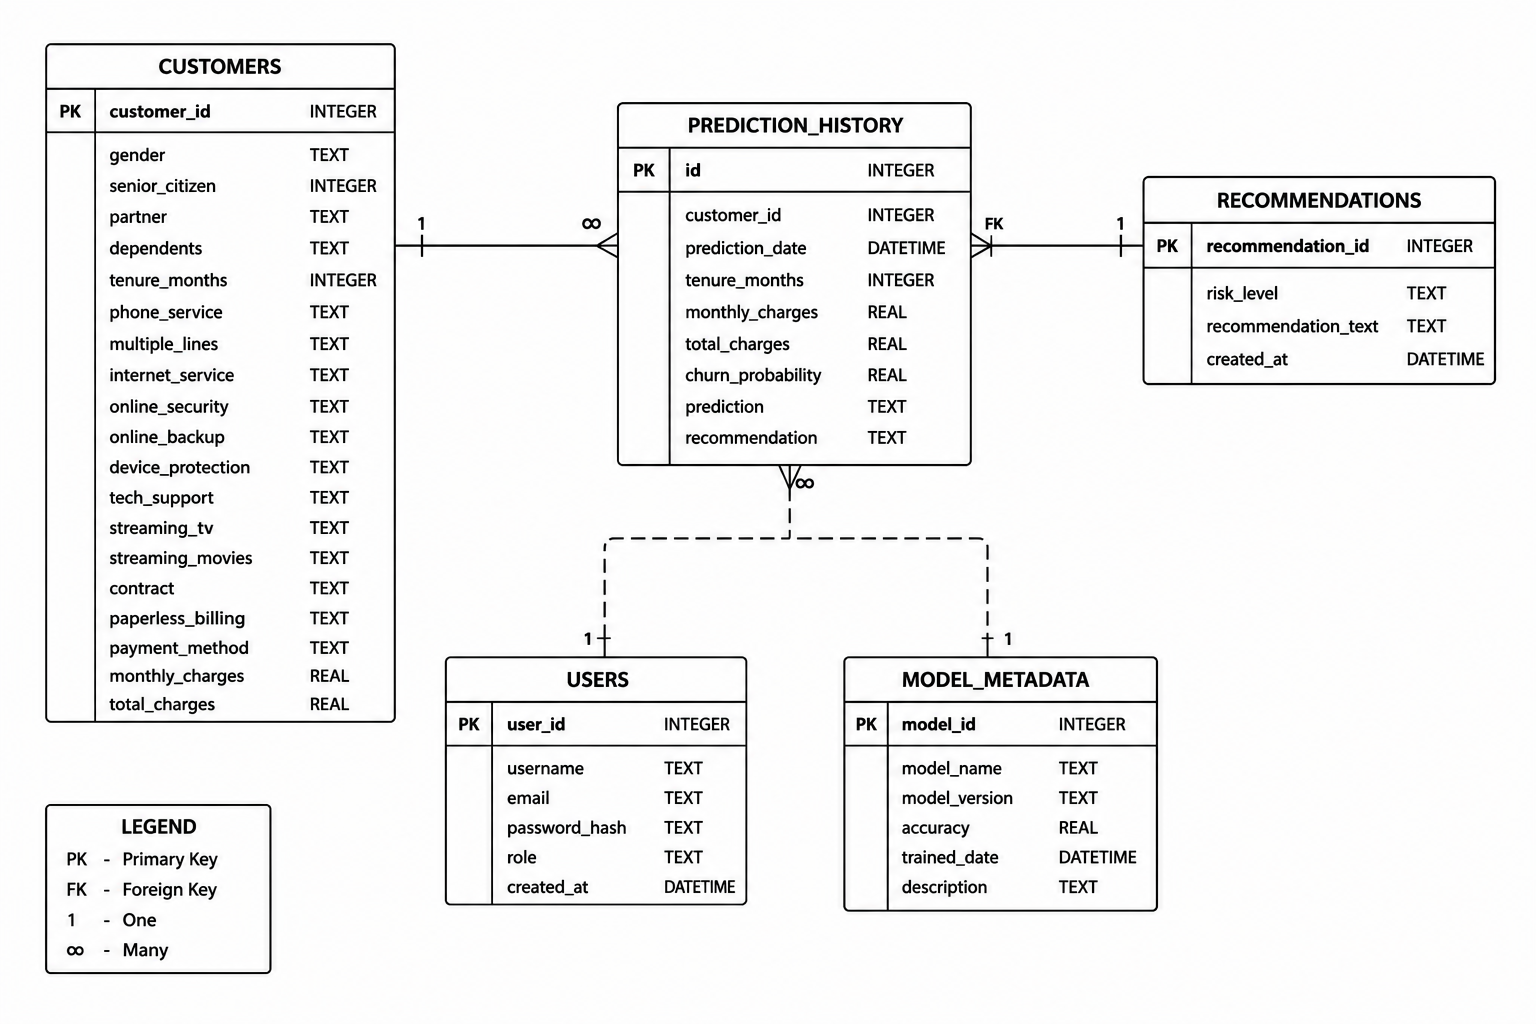 CUSTOMERS
PK customer_id INTEGER
gender TEXT
senior_citizen INTEGER
partner TEXT
dependents TEXT
tenure_months INTEGER
phone_service TEXT
multiple_lines TEXT
internet_service TEXT
online_security TEXT
online_backup TEXT
device_protection TEXT
tech_support TEXT
streaming_tv TEXT
streaming_movies TEXT
contract TEXT
paperless_billing TEXT
payment_method TEXT
monthly_charges REAL
total_charges REAL
1 ∞
PREDICTION_HISTORY
PK id INTEGER
customer_id INTEGER
prediction_date DATETIME
tenure_months INTEGER
monthly_charges REAL
total_charges REAL
churn_probability REAL
prediction TEXT
recommendation TEXT
FK 1
RECOMMENDATIONS
PK recommendation_id INTEGER
risk_level TEXT
recommendation_text TEXT
created_at DATETIME
∞
1 1
USERS
PK user_id INTEGER
username TEXT
email TEXT
password_hash TEXT
role TEXT
created_at DATETIME
MODEL_METADATA
PK model_id INTEGER
model_name TEXT
model_version TEXT
accuracy REAL
trained_date DATETIME
description TEXT
LEGEND
PK - Primary Key
FK - Foreign Key
1 - One
∞ - Many